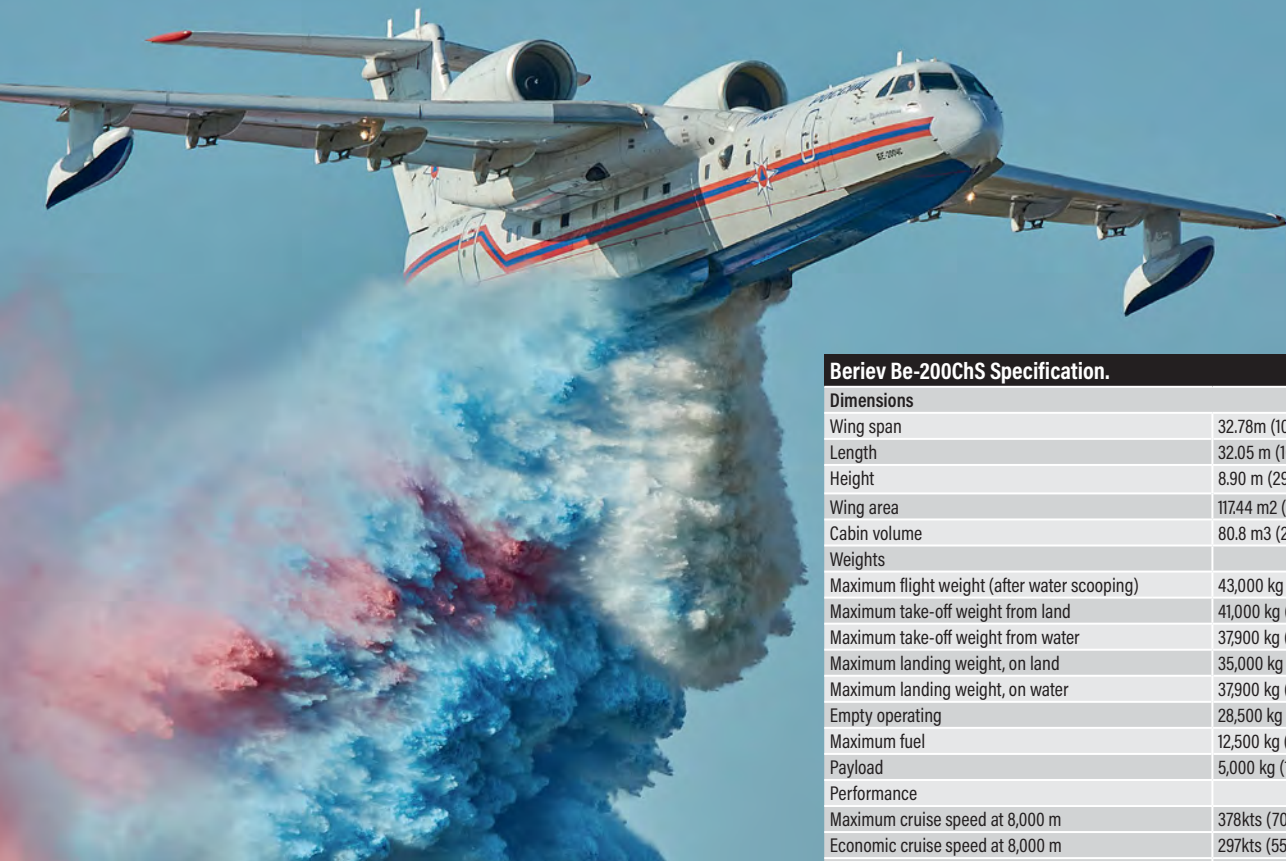 РОССИИ
БЕ-200ЧС
Beriev Be-200ChS Specification.
Dimensions
Wing span 32.78m (10
Length 32.05 m (1
Height 8.90 m (29
Wing area 117.44 m2 (
Cabin volume 80.8 m3 (2
Weights
Maximum flight weight (after water scooping) 43,000 kg
Maximum take-off weight from land 41,000 kg
Maximum take-off weight from water 37,900 kg
Maximum landing weight, on land 35,000 kg
Maximum landing weight, on water 37,900 kg
Empty operating 28,500 kg
Maximum fuel 12,500 kg
Payload 5,000 kg (
Performance
Maximum cruise speed at 8,000 m 378kts (70
Economic cruise speed at 8,000 m 297kts (55